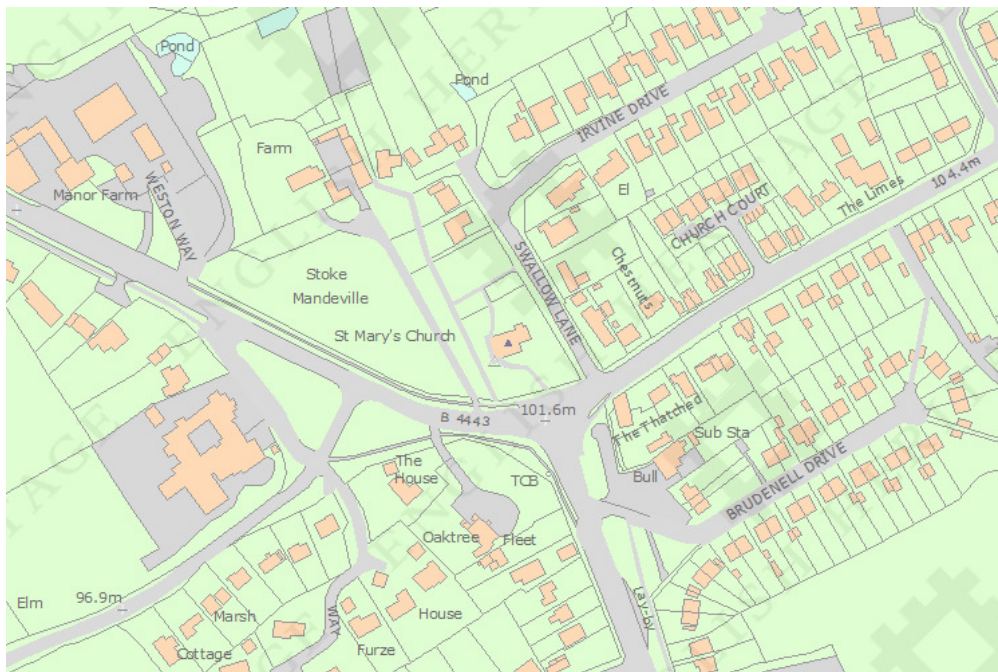 Pond
Pond
Farm
IRVINE DRIVE
Manor Farm
WESTON WAY
El
CHURCH COURT
The Limes
104.4m
Stoke
Mandeville
SWALLOW LANE
Chestnuts
St Mary's Church
B 4443
101.6m
The Thatched
Sub Sta
The
House
TCB
Bull
BRUDENELL DRIVE
Oaktree
Fleet
Elm
96.9m
Marsh
WAY
House
Lay-by
Cottage
Furze
ENGLISH HERITAGE